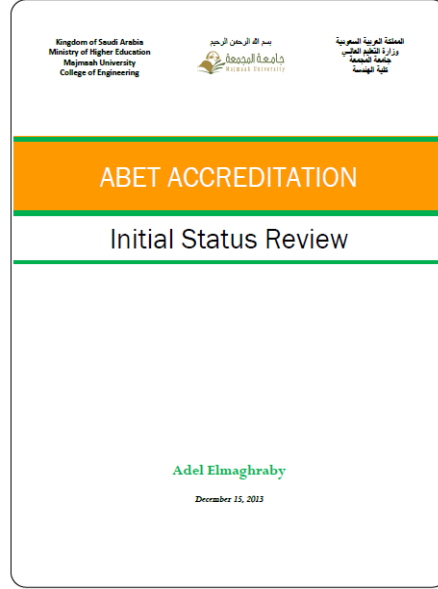 Kingdom of Saudi Arabia
Ministry of Higher Education
Majmaah University
College of Engineering
بسم الله الرحمن الرحيم
جامعة المجمعة
Majmaah University
المملكة العربية السعودية
وزارة التعليم العالي
جامعة المجمعة
كلية الهندسة
ABET ACCREDITATION
Initial Status Review
Adel Elmaghraby
December 15, 2013